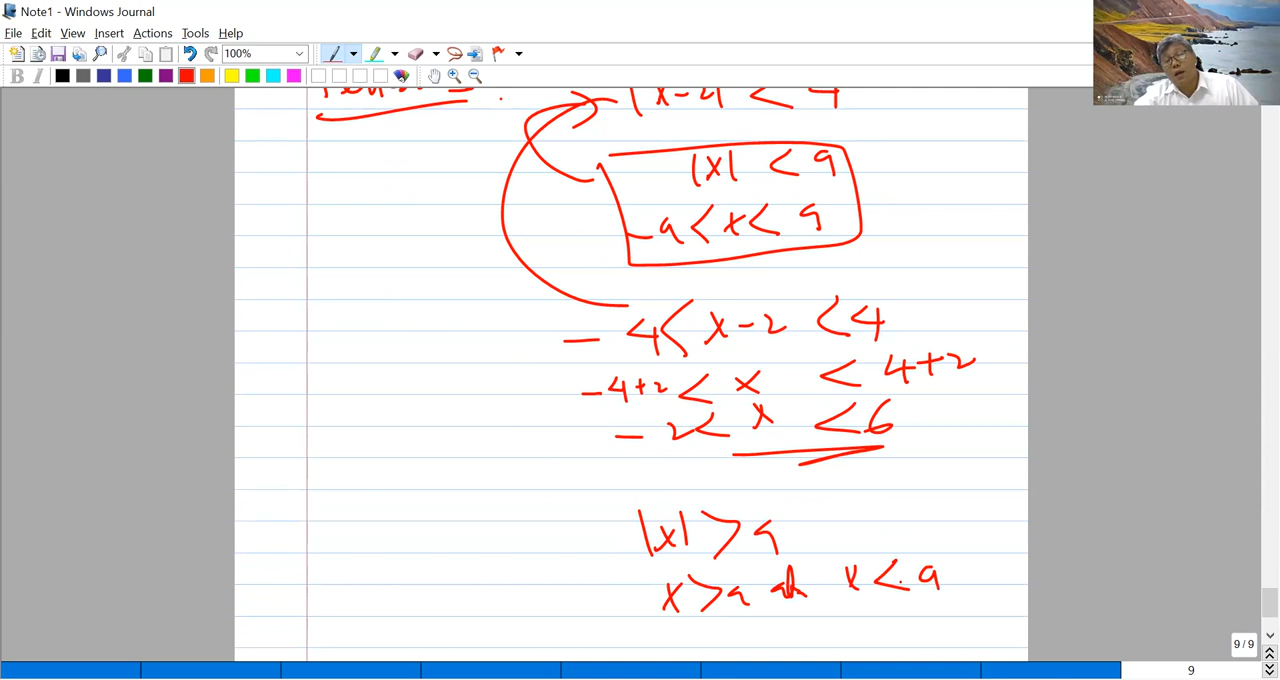 Note1 - Windows Journal
File Edit View Insert Actions Tools Help
100%
B I
|x-2| < 4
|x| < a
-a < x < a
- 4 < x - 2 < 4
- 4+2 < x < 4+2
- 2 < x < 6
|x| > a
x > a x < a
9/9
9